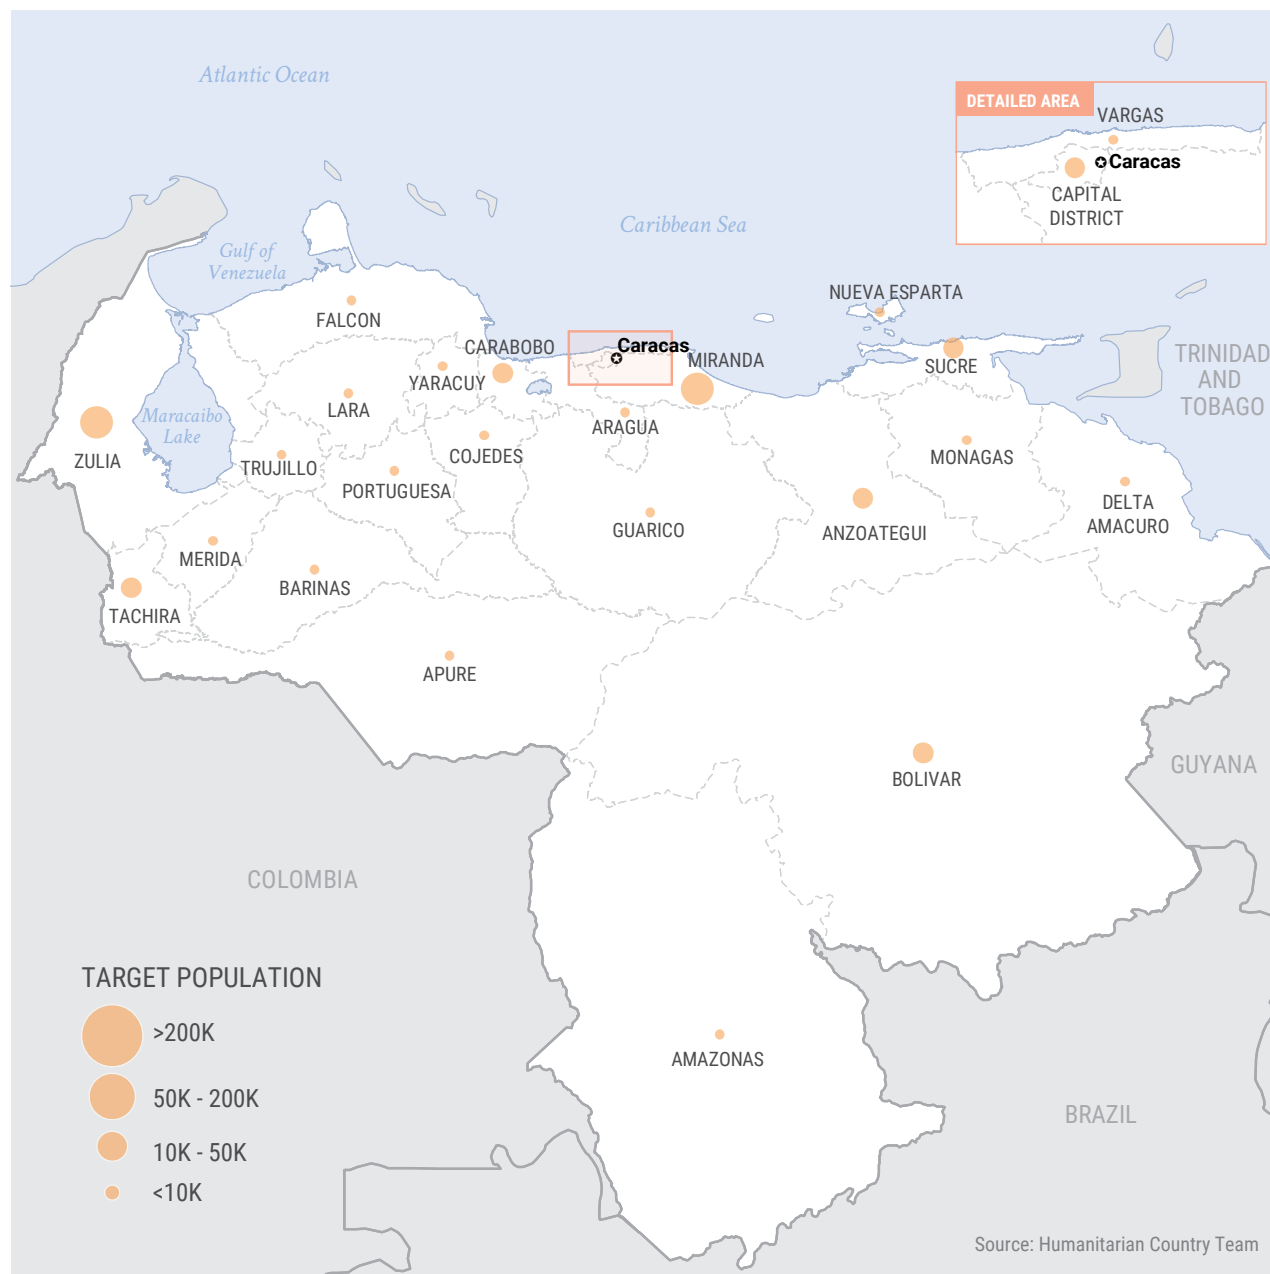 Atlantic Ocean
DETAILED AREA
VARGAS
Caracas
CAPITAL
DISTRICT
Caribbean Sea
Gulf of
Venezuela
NUEVA ESPARTA
FALCON
CARABOBO
Caracas
MIRANDA
SUCRE
TRINIDAD
AND
TOBAGO
YARACUY
LARA
ARAGUA
Maracaibo
Lake
ZULIA
TRUJILLO
COJEDES
MONAGAS
PORTUGUESA
GUARICO
ANZOATEGUI
DELTA
AMACURO
MERIDA
BARINAS
TACHIRA
APURE
BOLIVAR
GUYANA
COLOMBIA
TARGET POPULATION
>200K
50K - 200K
10K - 50K
<10K
AMAZONAS
BRAZIL
Source: Humanitarian Country Team